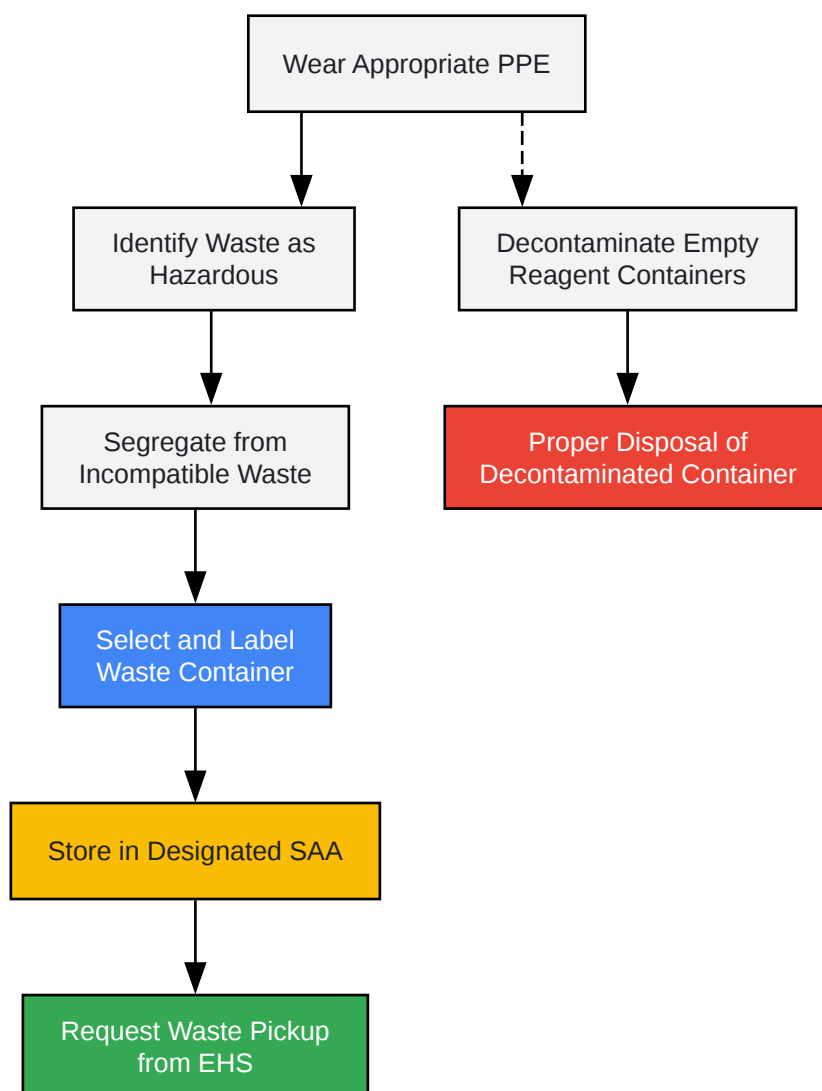 Wear Appropriate PPE
Identify Waste as
Hazardous
Decontaminate Empty
Reagent Containers
Segregate from
Incompatible Waste
Proper Disposal of
Decontaminated Container
Select and Label
Waste Container
Store in Designated SAA
Request Waste Pickup
from EHS